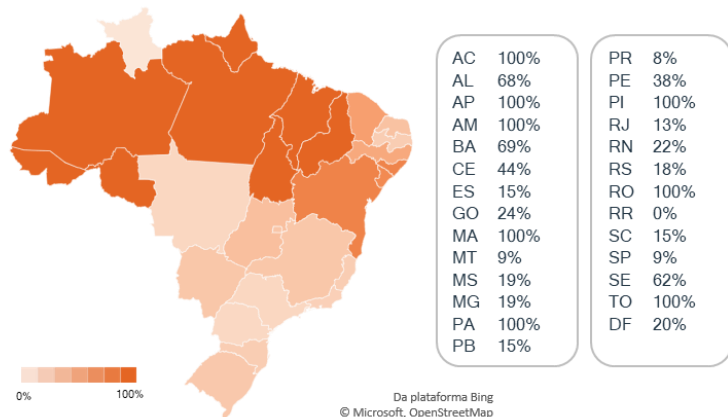 AC 100%
AL 68%
AP 100%
AM 100%
BA 69%
CE 44%
ES 15%
GO 24%
MA 100%
MT 9%
MS 19%
MG 19%
PA 100%
PB 15%
PR 8%
PE 38%
PI 100%
RJ 13%
RN 22%
RS 18%
RO 100%
RR 0%
SC 15%
SP 9%
SE 62%
TO 100%
DF 20%
0% 100%
Da plataforma Bing
© Microsoft, OpenStreetMap